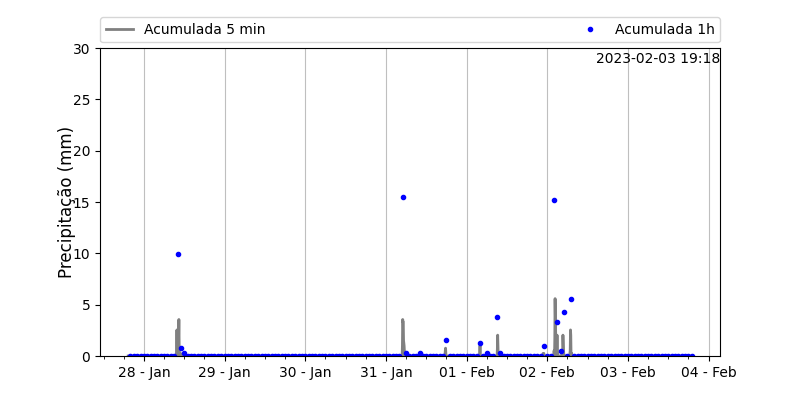 Acumulada 5 min Acumulada 1h
2023-02-03 19:18
Precipitação (mm)
30
25
20
15
10
5
0
28 - Jan 29 - Jan 30 - Jan 31 - Jan 01 - Feb 02 - Feb 03 - Feb 04 - Feb